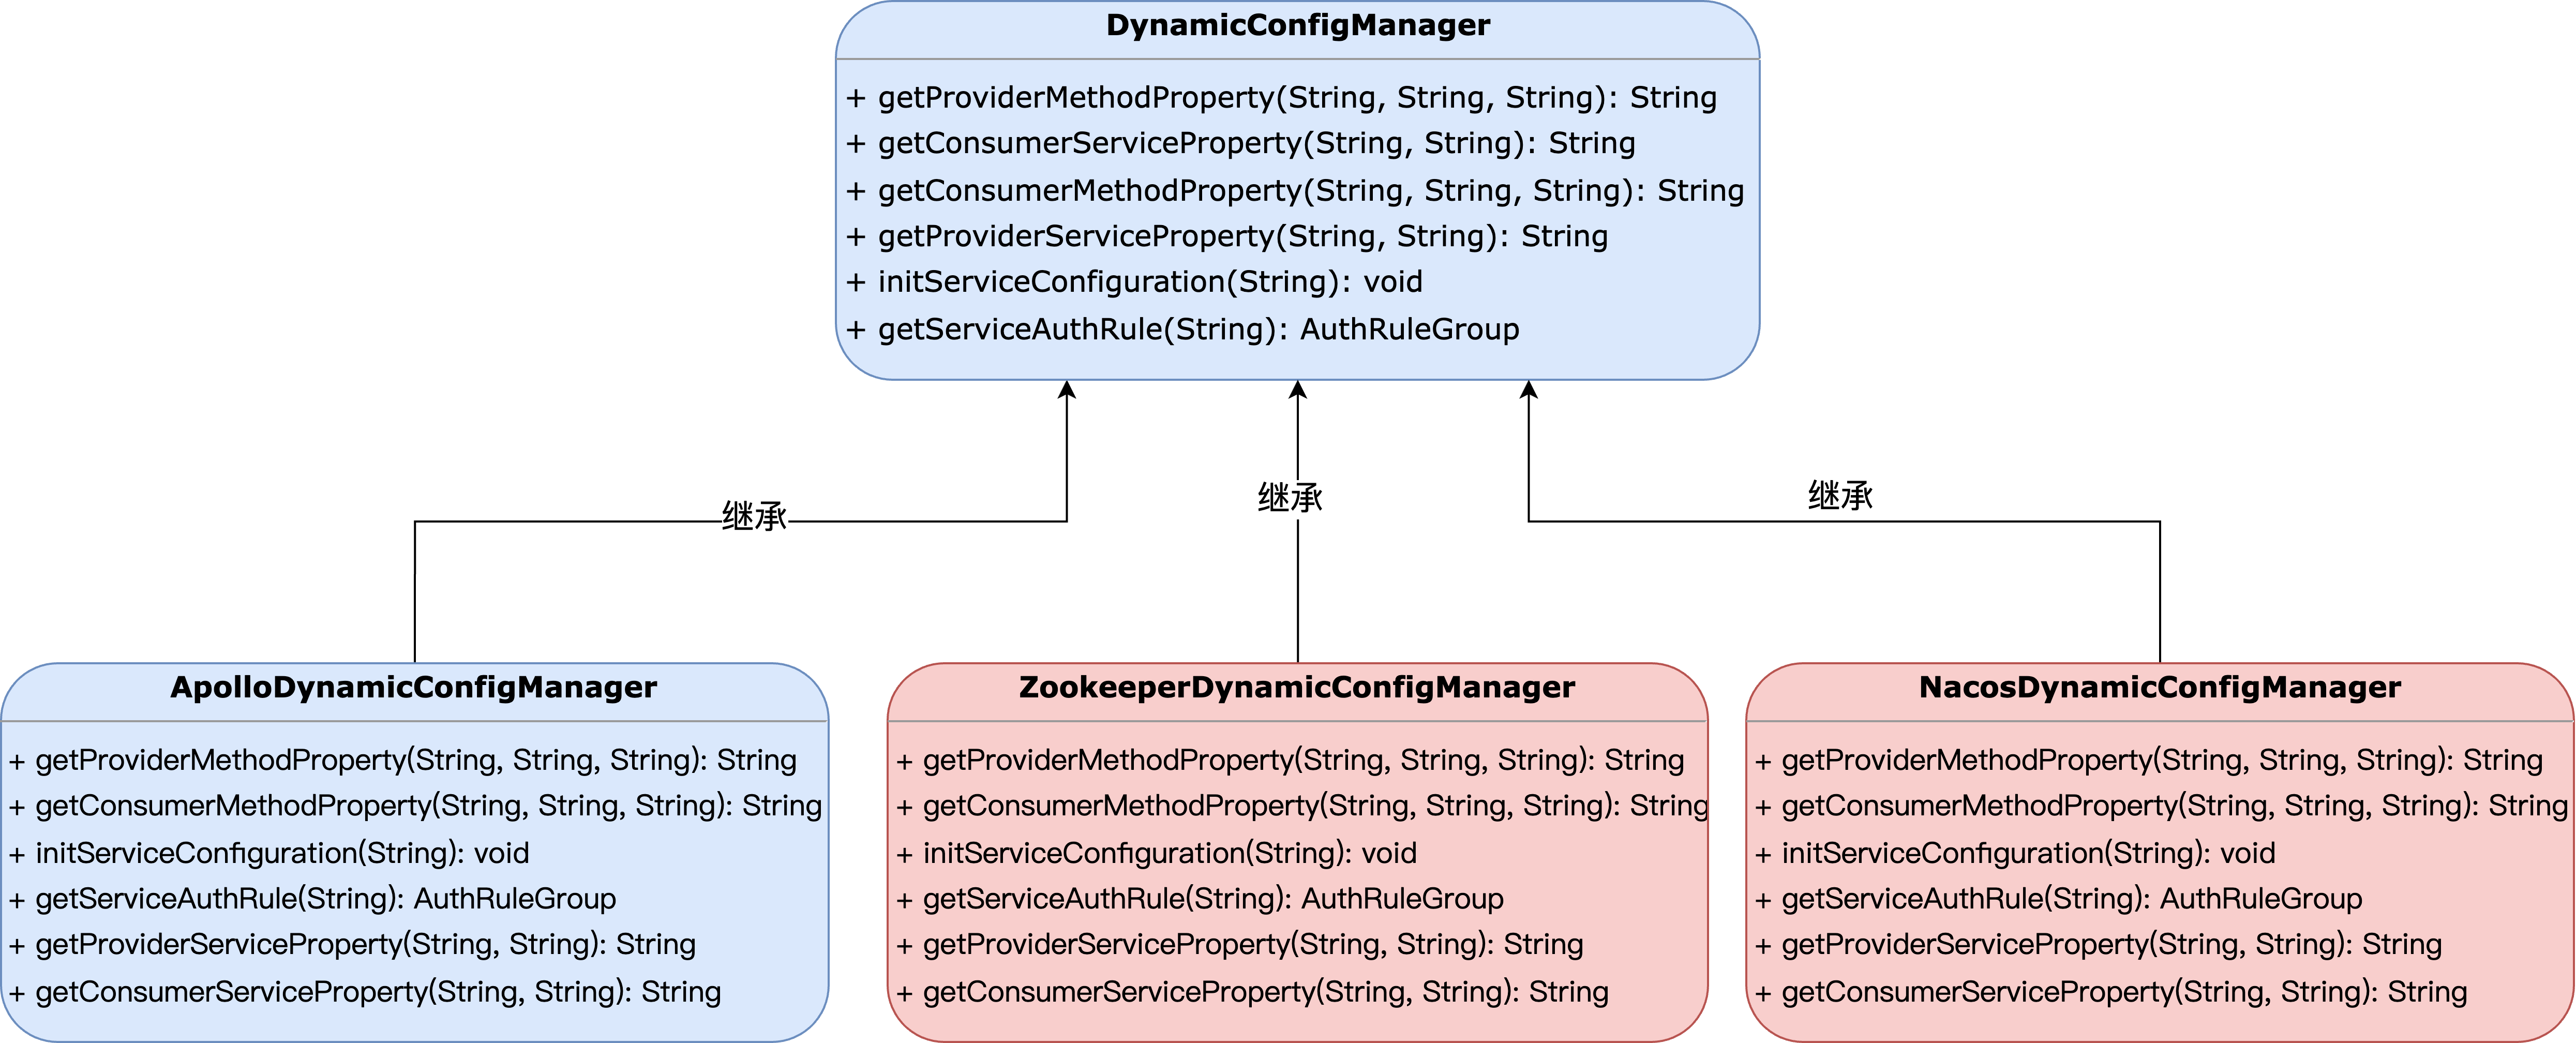 DynamicConfigManager
+ getProviderMethodProperty(String, String, String): String
+ getConsumerServiceProperty(String, String): String
+ getConsumerMethodProperty(String, String, String): String
+ getProviderServiceProperty(String, String): String
+ initServiceConfiguration(String): void
+ getServiceAuthRule(String): AuthRuleGroup
继承
继承
继承
ApolloDynamicConfigManager
+ getProviderMethodProperty(String, String, String): String
+ getConsumerMethodProperty(String, String, String): String
+ initServiceConfiguration(String): void
+ getServiceAuthRule(String): AuthRuleGroup
+ getProviderServiceProperty(String, String): String
+ getConsumerServiceProperty(String, String): String
ZookeeperDynamicConfigManager
+ getProviderMethodProperty(String, String, String): String
+ getConsumerMethodProperty(String, String, String): String
+ initServiceConfiguration(String): void
+ getServiceAuthRule(String): AuthRuleGroup
+ getProviderServiceProperty(String, String): String
+ getConsumerServiceProperty(String, String): String
NacosDynamicConfigManager
+ getProviderMethodProperty(String, String, String): String
+ getConsumerMethodProperty(String, String, String): String
+ initServiceConfiguration(String): void
+ getServiceAuthRule(String): AuthRuleGroup
+ getProviderServiceProperty(String, String): String
+ getConsumerServiceProperty(String, String): String